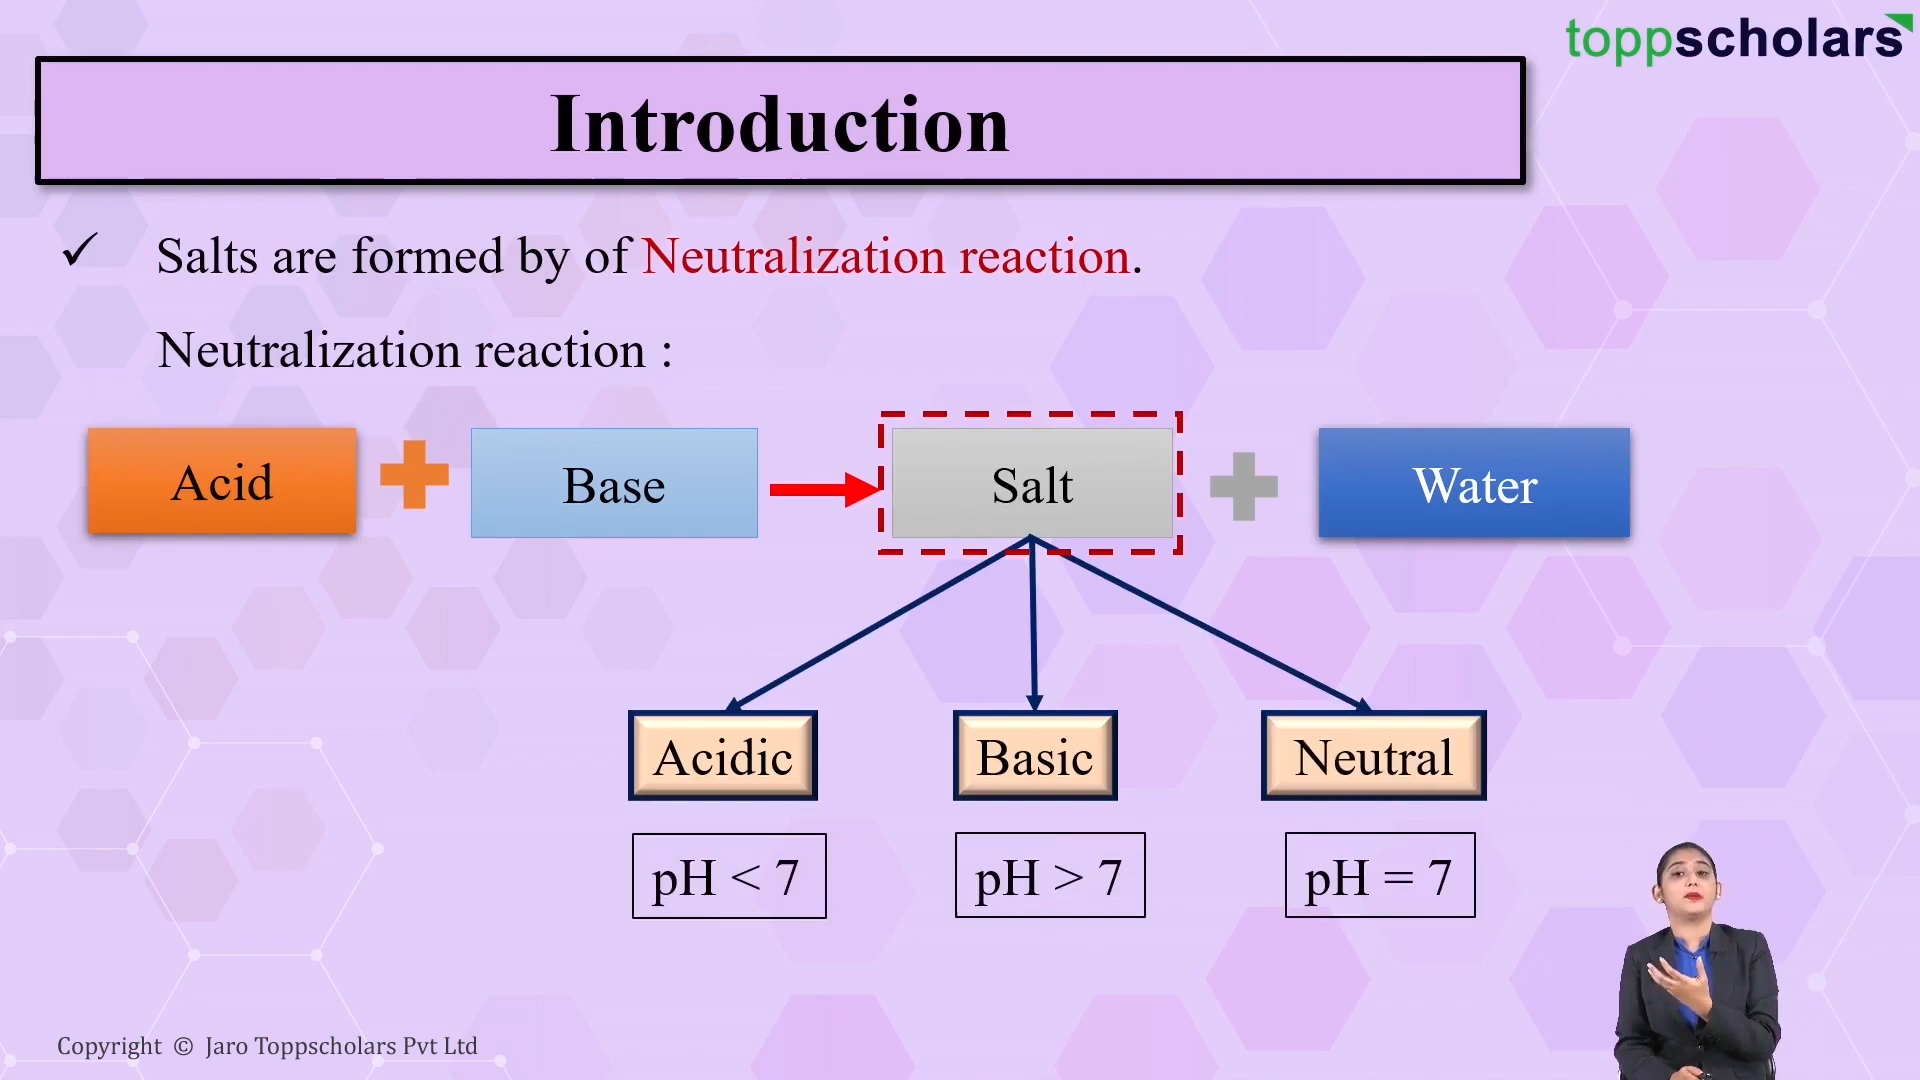 toppscholars
Introduction
✓ Salts are formed by of Neutralization reaction.
Neutralization reaction :
Acid + Base → Salt + Water
Acidic Basic Neutral
pH < 7 pH > 7 pH = 7
Copyright © Jaro Toppscholars Pvt Ltd